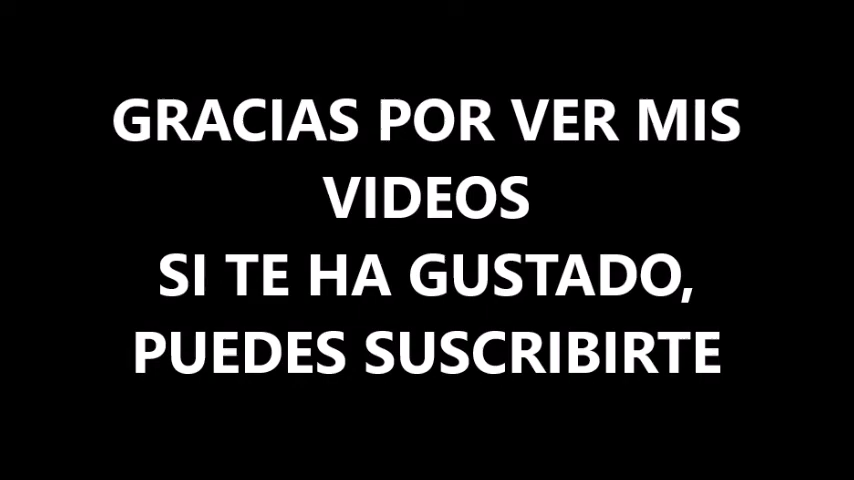 GRACIAS POR VER MIS
VIDEOS
SI TE HA GUSTADO,
PUEDES SUSCRIBIRTE